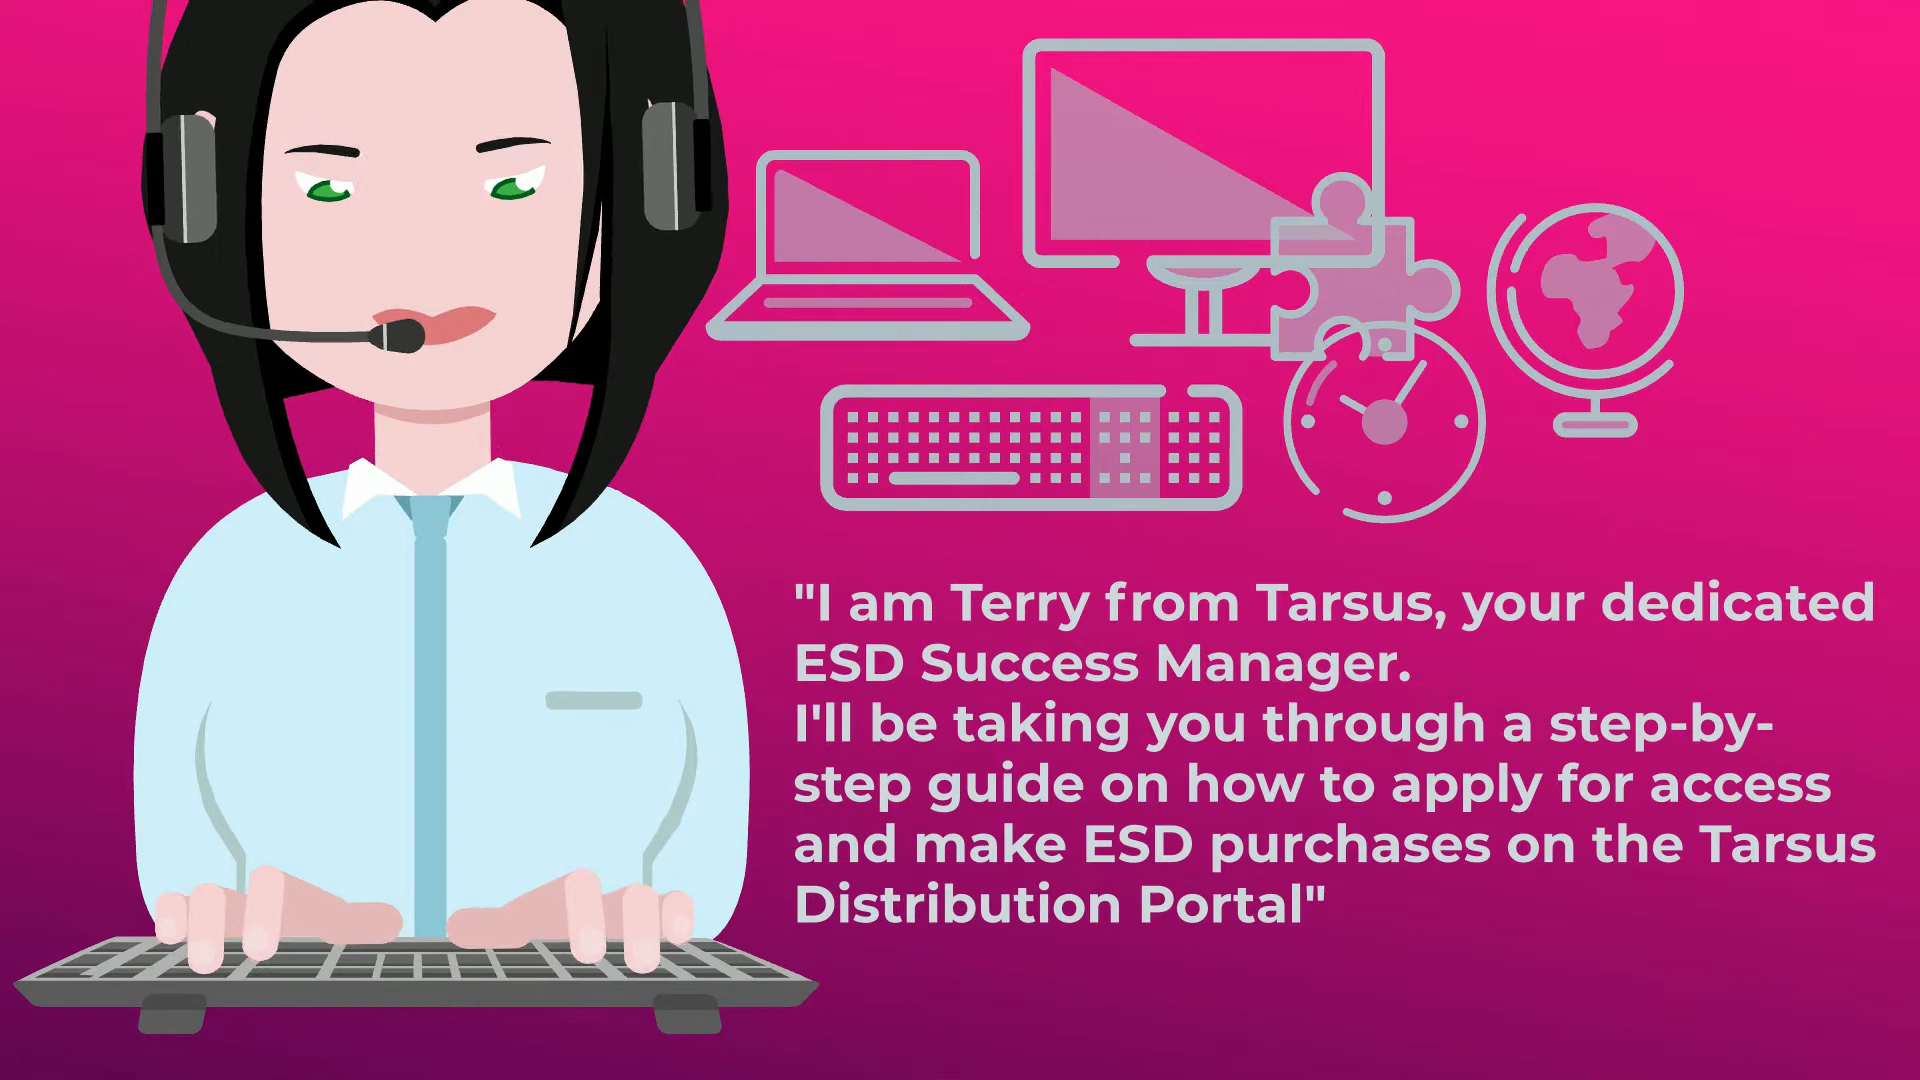 "I am Terry from Tarsus, your dedicated
ESD Success Manager.
I'll be taking you through a step-by-
step guide on how to apply for access
and make ESD purchases on the Tarsus
Distribution Portal"